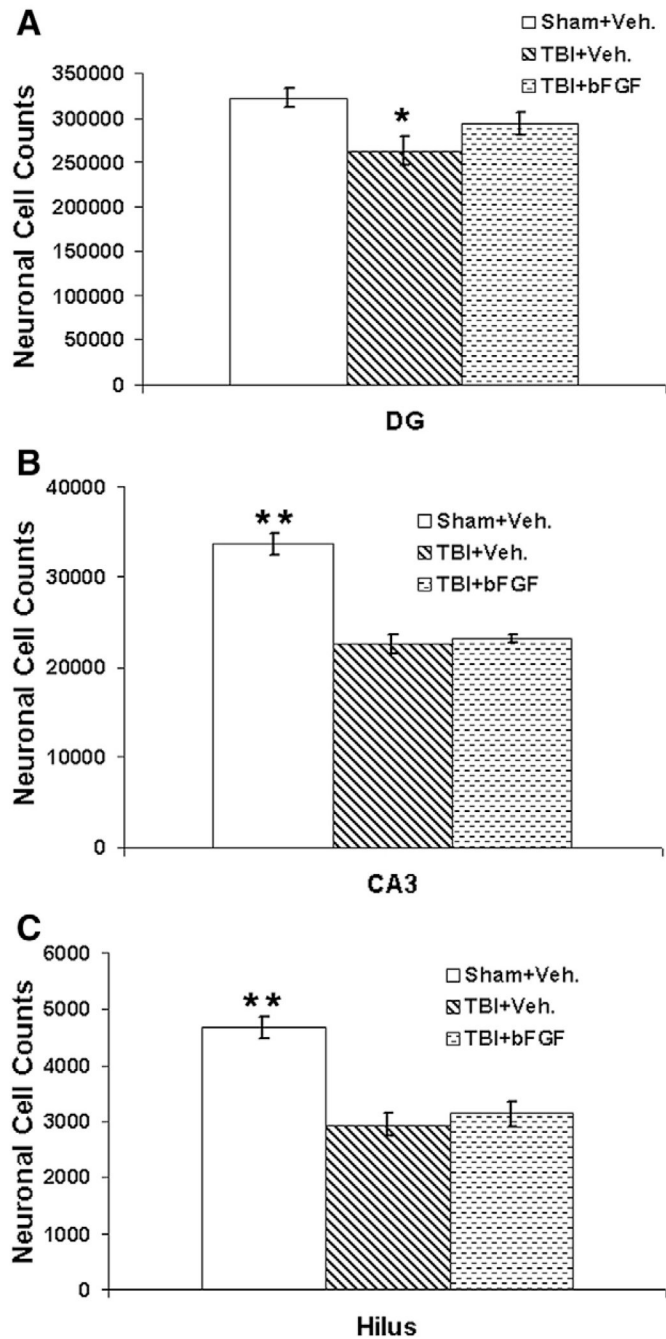 A
Sham+Veh.
TBI+Veh.
TBI+bFGF
*
Neuronal Cell Counts
350000
300000
250000
200000
150000
100000
50000
0
DG
B
**
Sham+Veh.
TBI+Veh.
TBI+bFGF
Neuronal Cell Counts
40000
30000
20000
10000
0
CA3
C
**
Sham+Veh.
TBI+Veh.
TBI+bFGF
Neuronal Cell Counts
6000
5000
4000
3000
2000
1000
0
Hilus